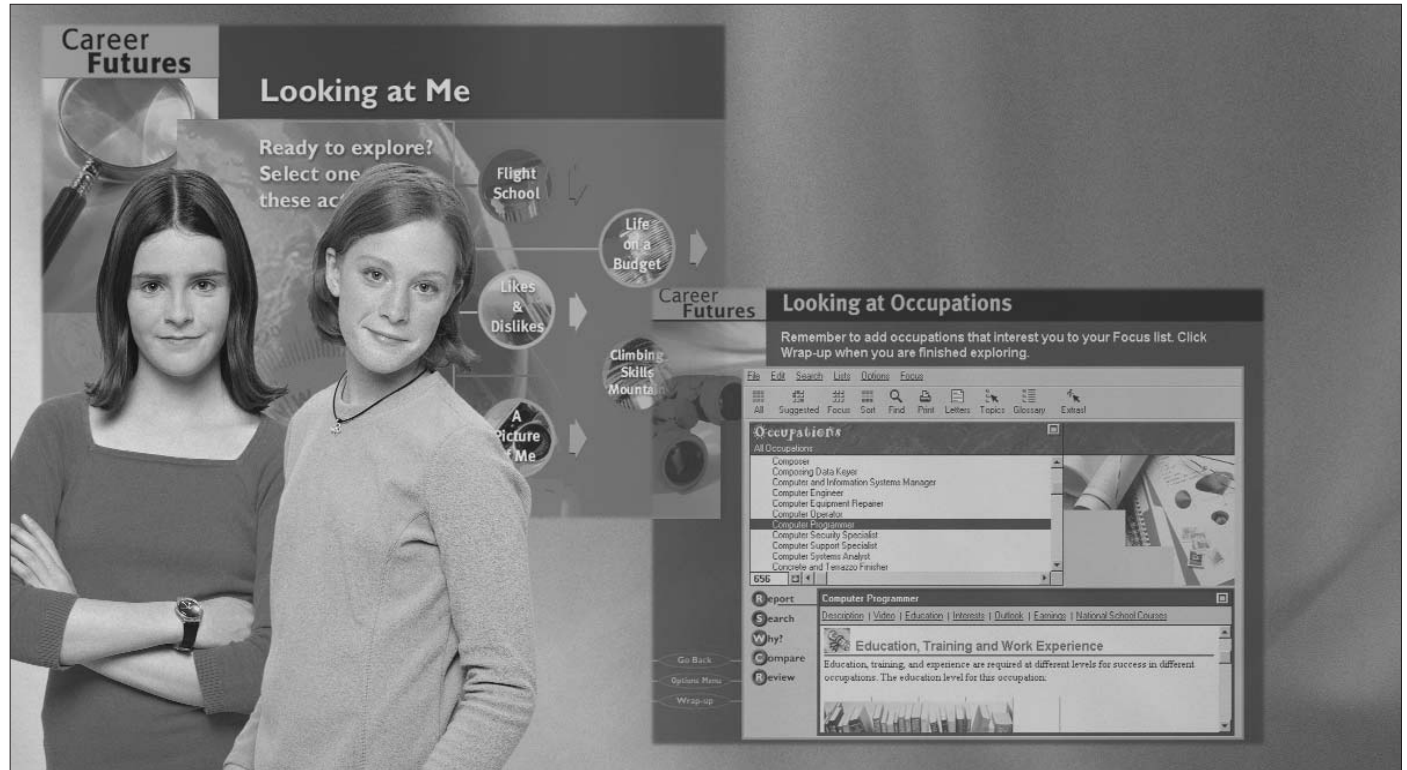 Career
Futures
Looking at Me
Ready to explore?
Select one
these act
Flight
School
Life
on a
Budget
Likes
&
Dislikes
Climbing
Skills
Mountain
A
Picture
of Me
Career
Futures
Looking at Occupations
Remember to add occupations that interest you to your Focus list. Click
Wrap-up when you are finished exploring.
File Edit Search Lists Options Focus
All Suggested Focus Sort Find Print Letters Topics Glossary Extras!
Occupations
All Occupations
Composer
Composing Data Keyer
Computer and Information Systems Manager
Computer Engineer
Computer Equipment Repairer
Computer Operator
Computer Programmer
Computer Security Specialist
Computer Support Specialist
Computer Systems Analyst
Concrete and Terrazzo Finisher
656
Report
Search
Why?
Compare
Review
Go Back
Options Menu
Wrap-up
Computer Programmer
Description | Video | Education | Interests | Outlook | Earnings | National School Courses
Education, Training and Work Experience
Education, training, and experience are required at different levels for success in different
occupations. The education level for this occupation: